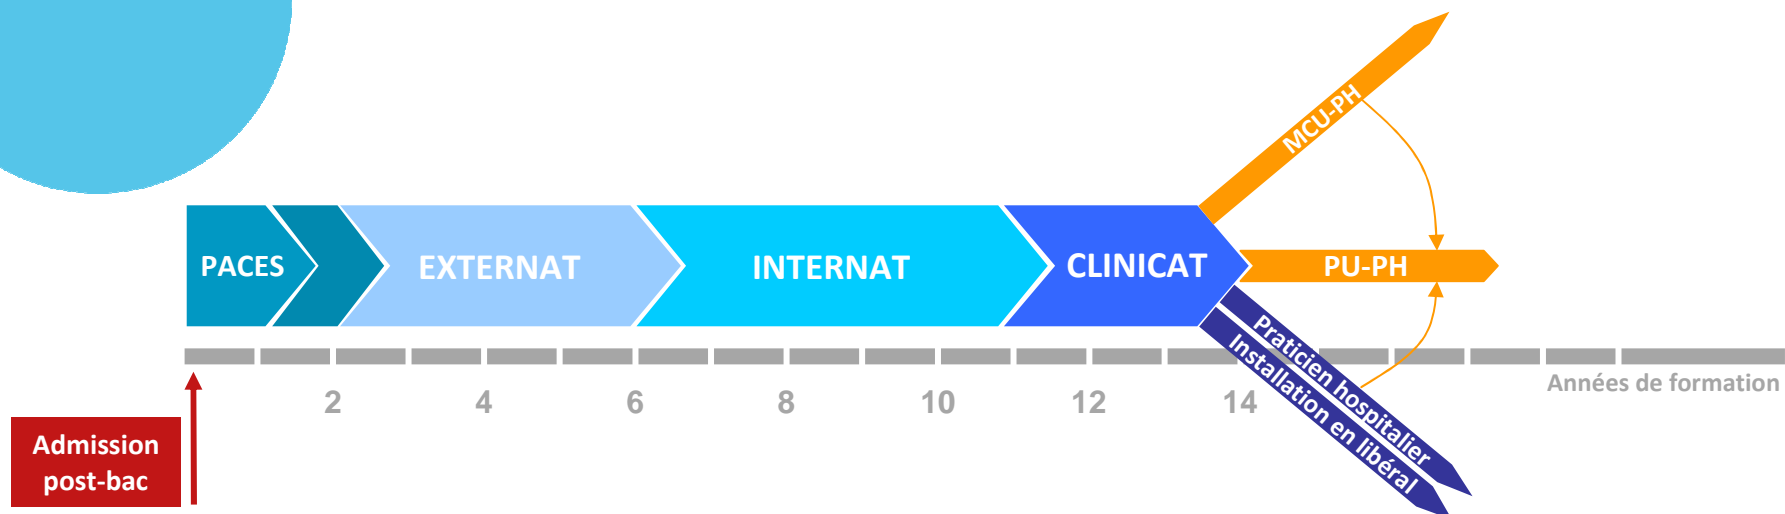 MCU-PH
PACES
EXTERNAT
INTERNAT
CLINICAT
PU-PH
Praticien hospitalier
Installation en libéral
2
4
6
8
10
12
14
Années de formation
Admission
post-bac